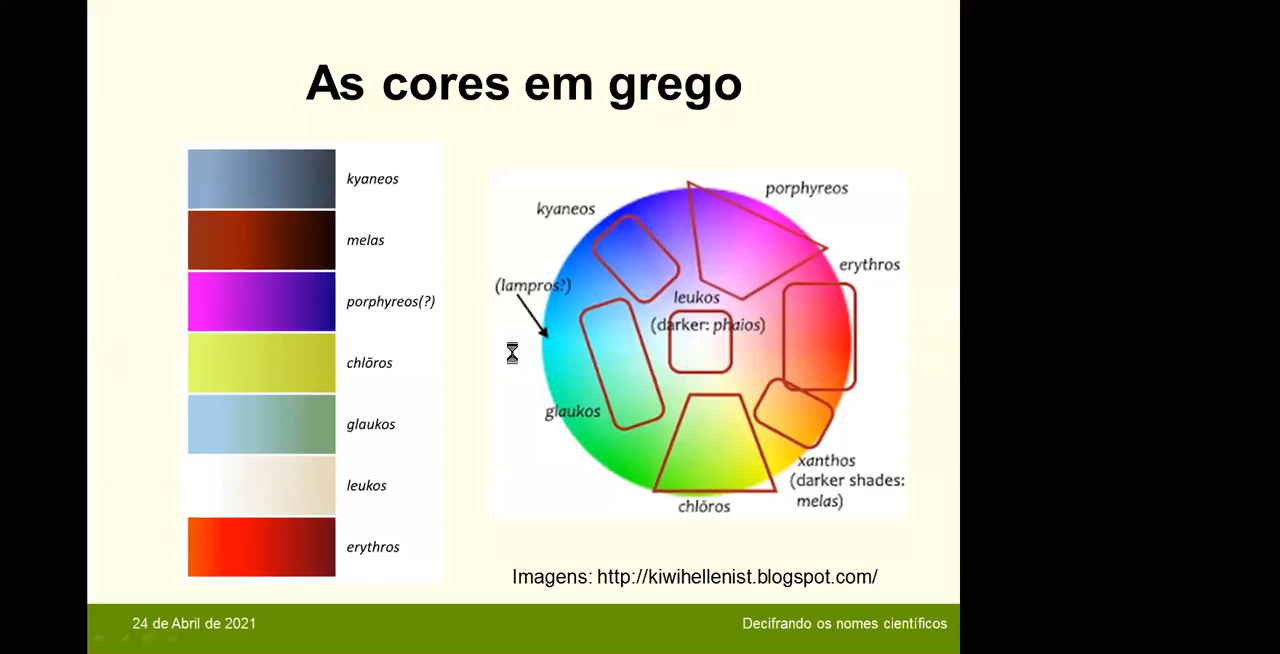 As cores em grego
kyaneos
melas
porphyreos(?)
chlōros
glaukos
leukos
erythros
porphyreos
kyaneos
erythros
(lampros?)
leukos
(darker: phaios)
glaukos
xanthos
(darker shades:
melas)
chlōros
Imagens: http://kiwihellenist.blogspot.com/
24 de Abril de 2021
Decifrando os nomes científicos